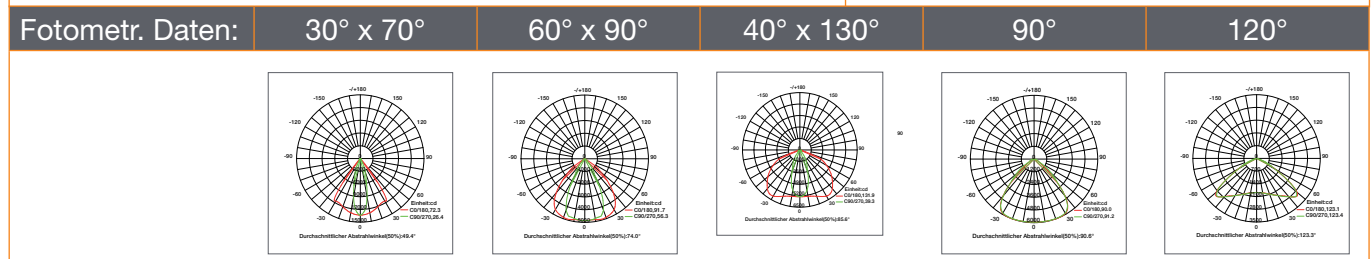 Fotometr. Daten: 30° x 70° 60° x 90° 40° x 130° 90° 120°
-/+180
-150 150
-120 120
-90 90
-60 60
-30 30
0
Einheit:cd
C0/180,72.3
C90/270,26.4
Durchschnittlicher Abstrahlwinkel(50%):49.4°
-/+180
-150 150
-120 120
-90 90
-60 60
-30 30
0
Einheit:cd
C0/180,91.7
C90/270,56.3
Durchschnittlicher Abstrahlwinkel(50%):74.0°
-/+180
-150 150
-120 120
-90 90
-60 60
-30 30
0
Einheit:cd
C0/180,131.9
C90/270,39.3
Durchschnittlicher Abstrahlwinkel(50%):85.6°
90
-/+180
-150 150
-120 120
-90 90
-60 60
-30 30
0
Einheit:cd
C0/180,90.0
C90/270,91.2
Durchschnittlicher Abstrahlwinkel(50%):90.6°
-/+180
-150 150
-120 120
-90 90
-60 60
-30 30
0
Einheit:cd
C0/180,123.1
C90/270,123.4
Durchschnittlicher Abstrahlwinkel(50%):123.3°